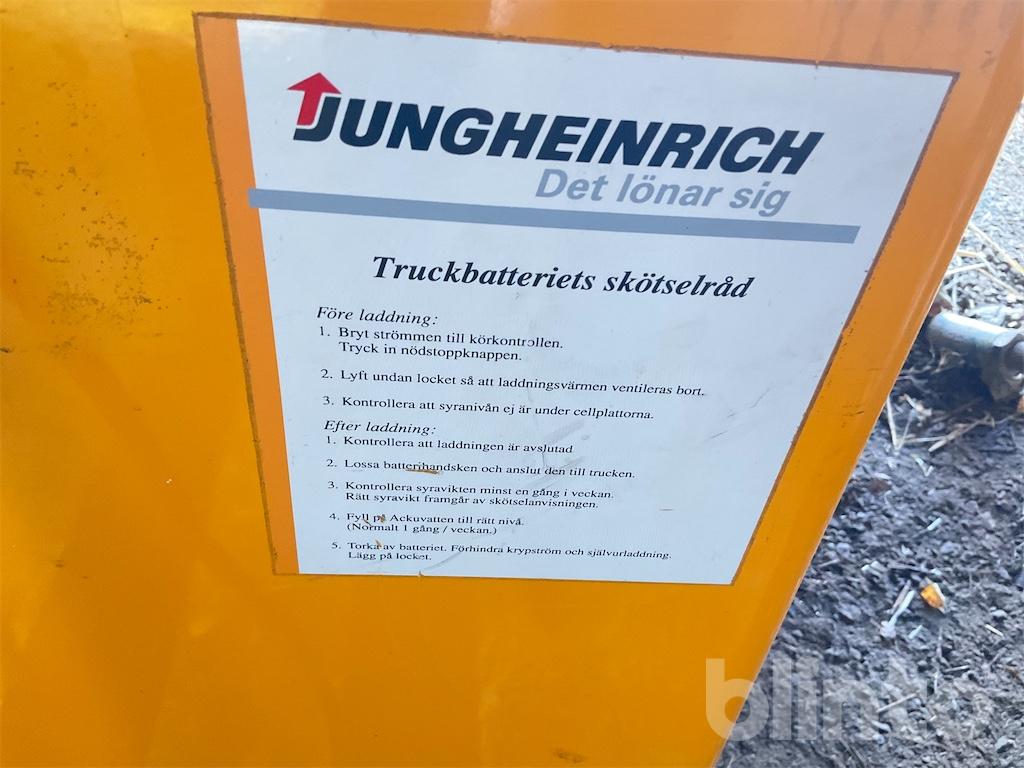 JUNGHEINRICH
Det lönar sig
Truckbatteriets skötselråd
Före laddning:
1. Bryt strömmen till körkontrollen.
Tryck in nödstoppknappen.
2. Lyft undan locket så att laddningsvärmen ventileras bort.
3. Kontrollera att syranivån ej är under cellplattorna.
Efter laddning:
1. Kontrollera att laddningen är avslutad
2. Lossa batterihandsken och anslut den till trucken.
3. Kontrollera syravikten minst en gång i veckan.
Rätt syravikt framgår av skötselanvisningen.
4. Fyll på Ackuvatten till rätt nivå.
(Normalt 1 gång / veckan.)
5. Torka av batteriet. Förhindra krypström och självurladdning.
Lägg på locket.
blinto